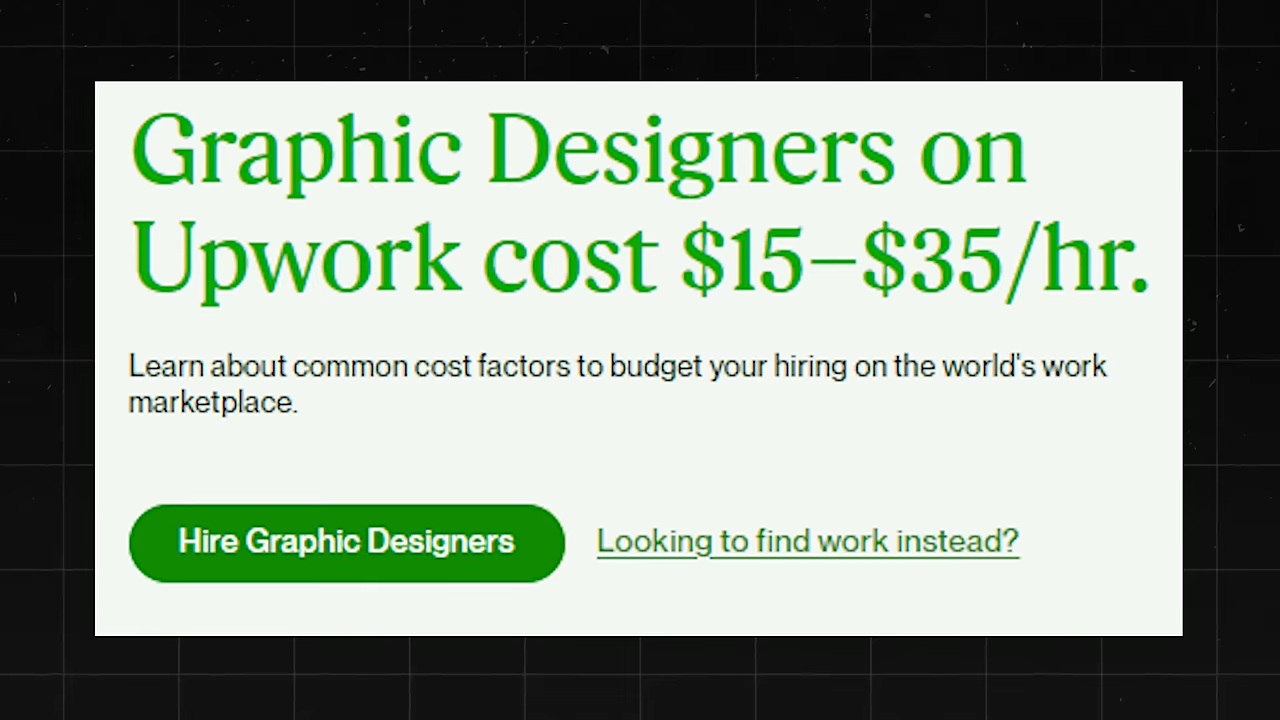 Graphic Designers on
Upwork cost $15–$35/hr.
Learn about common cost factors to budget your hiring on the world's work
marketplace.
Hire Graphic Designers
Looking to find work instead?